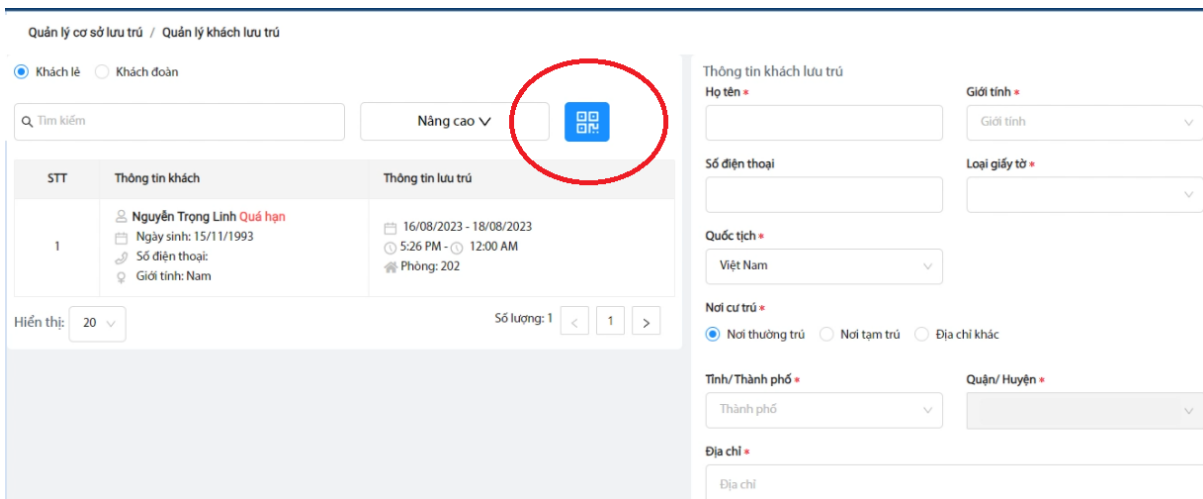 Quản lý cơ sở lưu trú / Quản lý khách lưu trú
Khách lẻ Khách đoàn
Tìm kiếm
Nâng cao
STT Thông tin khách Thông tin lưu trú
1
Nguyễn Trọng Linh Quá hạn
Ngày sinh: 15/11/1993
Số điện thoại:
Giới tính: Nam
16/08/2023 - 18/08/2023
5:26 PM - 12:00 AM
Phòng: 202
Hiển thị: 20
Số lượng: 1 < 1 >
Thông tin khách lưu trú
Họ tên * Giới tính *
Giới tính
Số điện thoại Loại giấy tờ *
Quốc tịch *
Việt Nam
Nơi cư trú *
Nơi thường trú Nơi tạm trú Địa chỉ khác
Tỉnh/ Thành phố * Quận/ Huyện *
Thành phố
Địa chỉ *
Địa chỉ